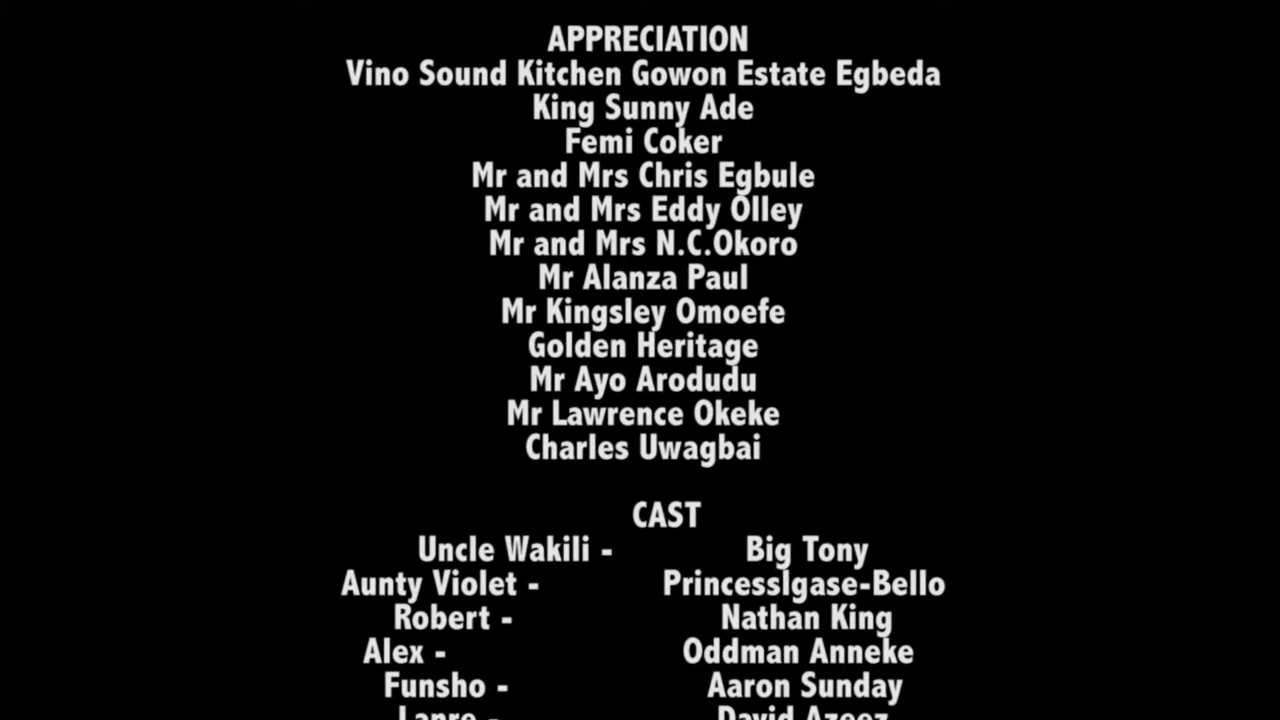 APPRECIATION
Vino Sound Kitchen Gowon Estate Egbeda
King Sunny Ade
Femi Coker
Mr and Mrs Chris Egbule
Mr and Mrs Eddy Olley
Mr and Mrs N.C.Okoro
Mr Alanza Paul
Mr Kingsley Omoefe
Golden Heritage
Mr Ayo Arodudu
Mr Lawrence Okeke
Charles Uwagbai
CAST
Uncle Wakili - Big Tony
Aunty Violet - PrincessIgase-Bello
Robert - Nathan King
Alex - Oddman Anneke
Funsho - Aaron Sunday
Lanre - David Azeez